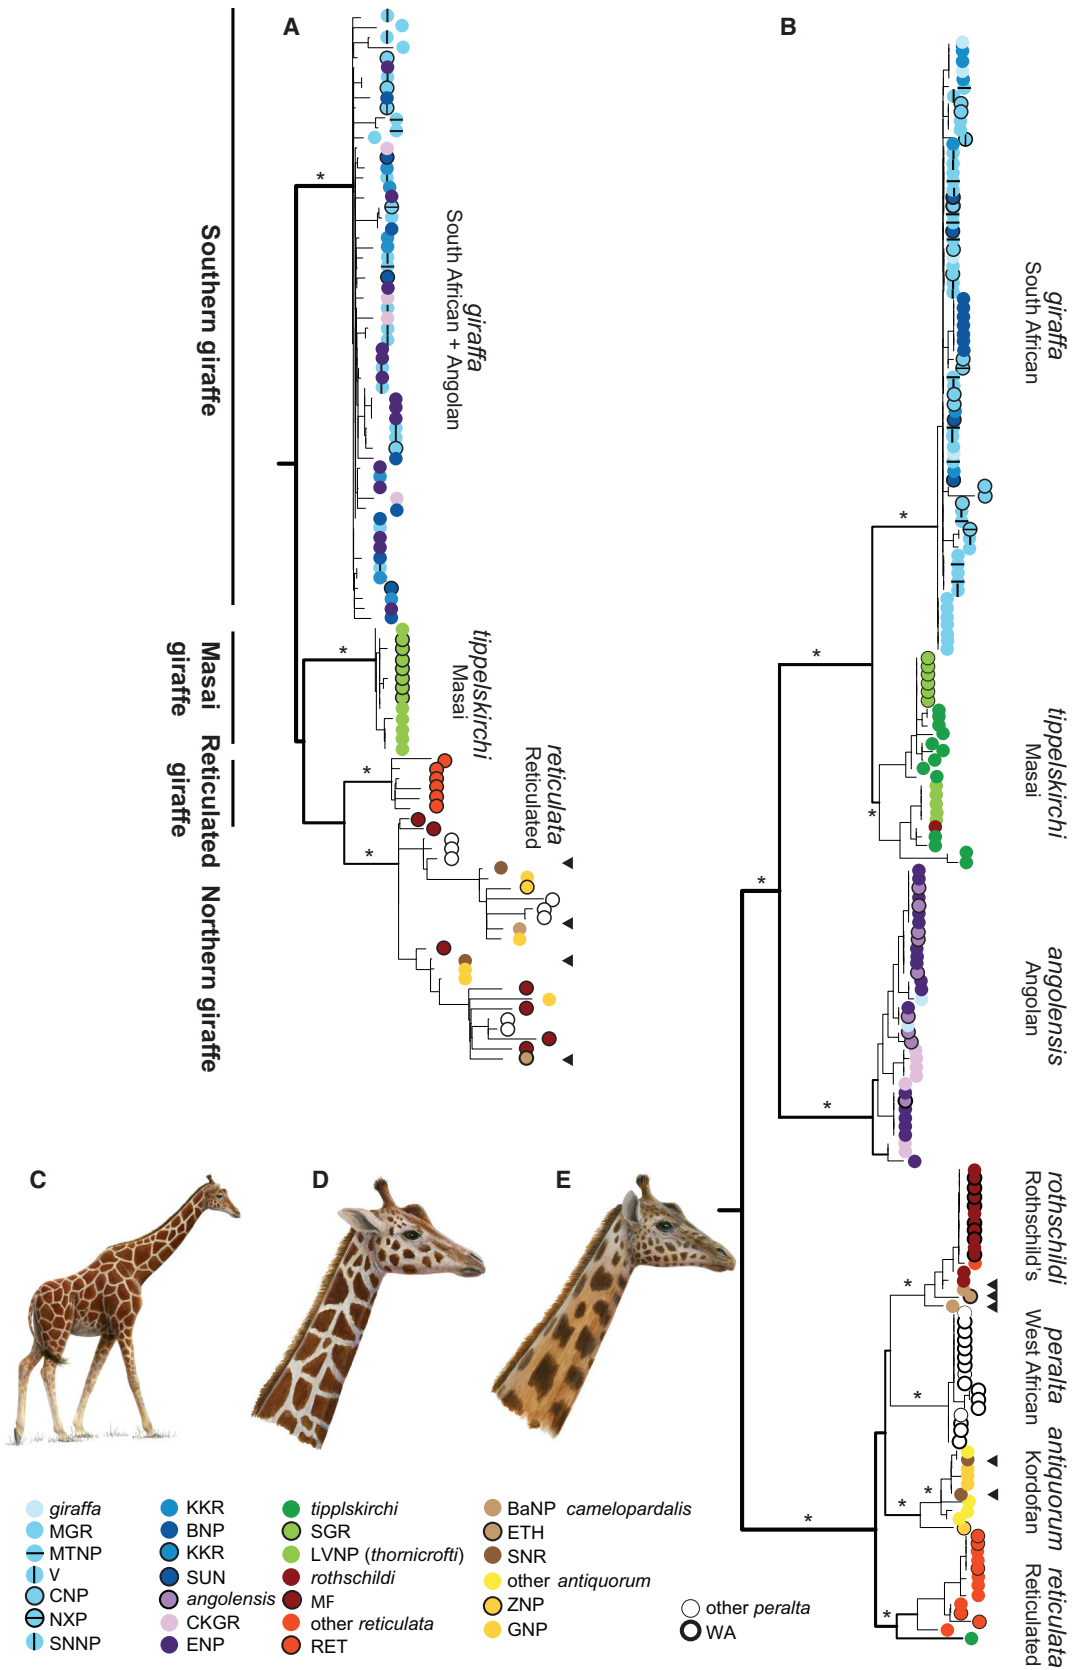 A
B
Southern giraffe
Masai
giraffe
Reticulated
giraffe
Northern giraffe
giraffa
South African + Angolan
tippelskirchi
Masai
reticulata
Reticulated
*
*
*
*
giraffa
South African
tippelskirchi
Masai
angolensis
Angolan
rothschildi
Rothschild's
peralta
West African
antiquorum
Kordofan
reticulata
Reticulated
*
*
*
*
*
*
*
*
*
*
*
C
D
E
giraffa
MGR
MTNP
V
CNP
NXP
SNNP
KKR
BNP
KKR
SUN
angolensis
CKGR
ENP
tipplskirchi
SGR
LVNP (thornicrofti)
rothschildi
MF
other reticulata
RET
BaNP camelopardalis
ETH
SNR
other antiquorum
ZNP
GNP
other peralta
WA